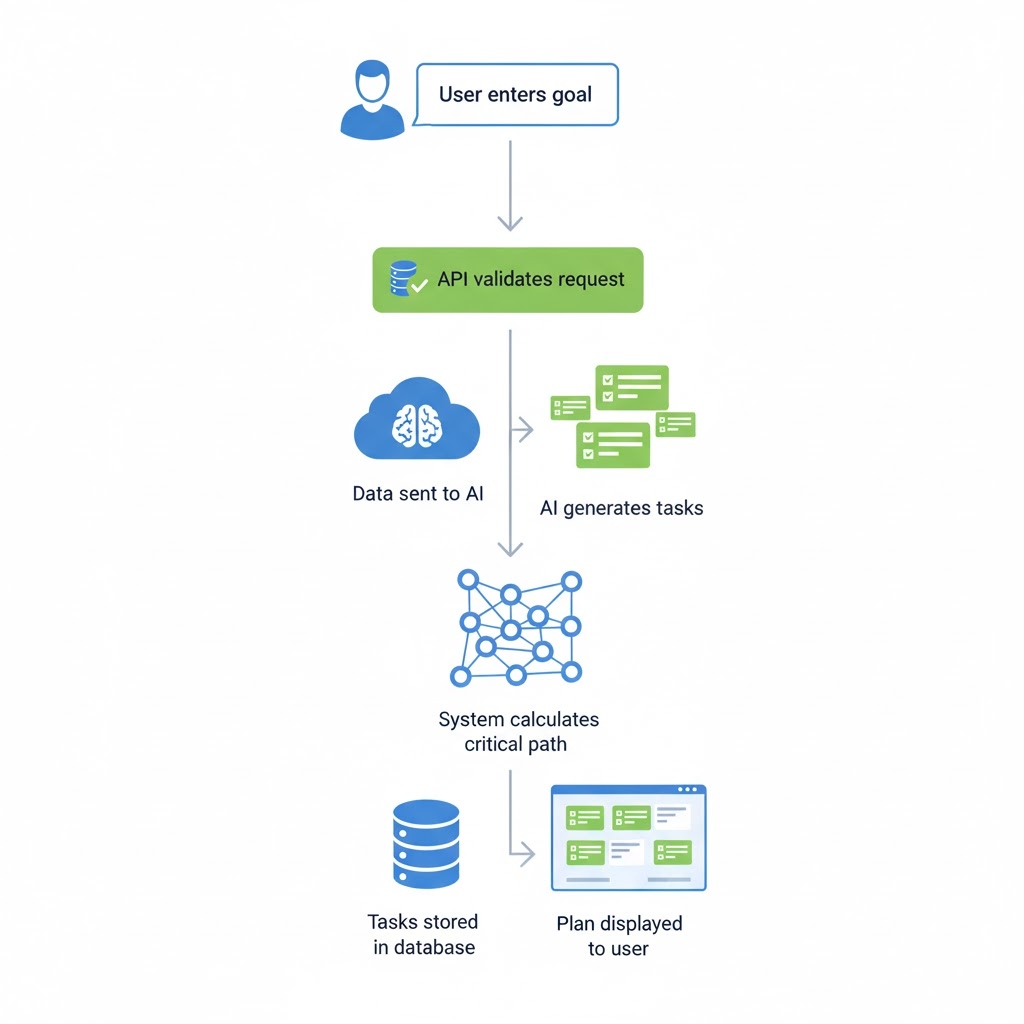 User enters goal
API validates request
Data sent to AI
AI generates tasks
System calculates
critical path
Tasks stored
in database
Plan displayed
to user